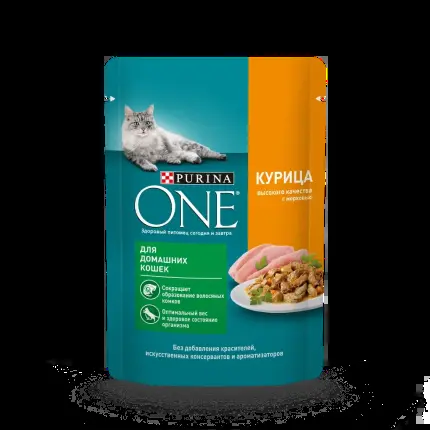 КУРИЦА
высокого качества
с морковью
PURINA
ONE®
Здоровый питомец сегодня и завтра
ДЛЯ
ДОМАШНИХ
КОШЕК
Сокращает
образование волосяных
комков
Оптимальный вес
и здоровое состояние
организма
Без добавления красителей,
искусственных консервантов и ароматизаторов